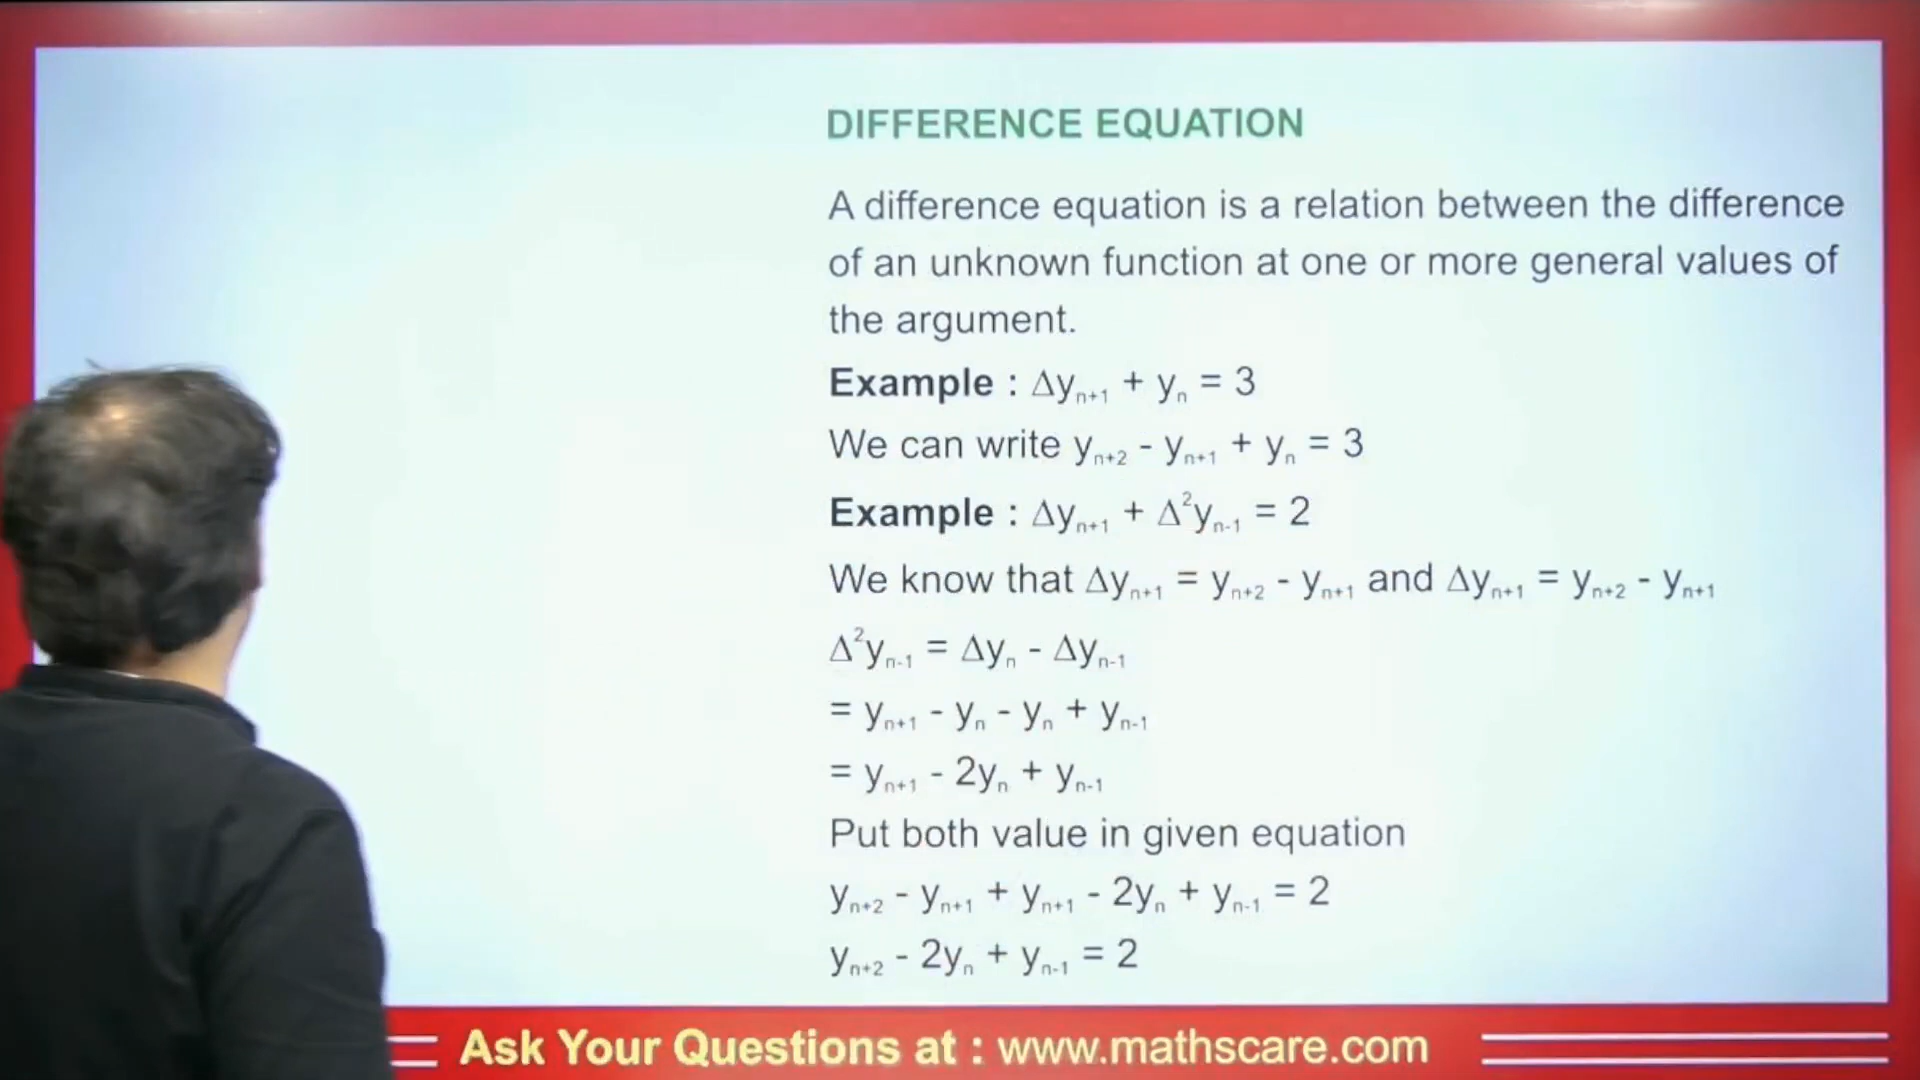 DIFFERENCE EQUATION
A difference equation is a relation between the difference
of an unknown function at one or more general values of
the argument.
Example : Δyₙ₊₁ + yₙ = 3
We can write yₙ₊₂ - yₙ₊₁ + yₙ = 3
Example : Δyₙ₊₁ + Δ²yₙ₋₁ = 2
We know that Δyₙ₊₁ = yₙ₊₂ - yₙ₊₁ and Δyₙ₊₁ = yₙ₊₂ - yₙ₊₁
Δ²yₙ₋₁ = Δyₙ - Δyₙ₋₁
= yₙ₊₁ - yₙ - yₙ + yₙ₋₁
= yₙ₊₁ - 2yₙ + yₙ₋₁
Put both value in given equation
yₙ₊₂ - yₙ₊₁ + yₙ₊₁ - 2yₙ + yₙ₋₁ = 2
yₙ₊₂ - 2yₙ + yₙ₋₁ = 2
Ask Your Questions at : www.mathscare.com